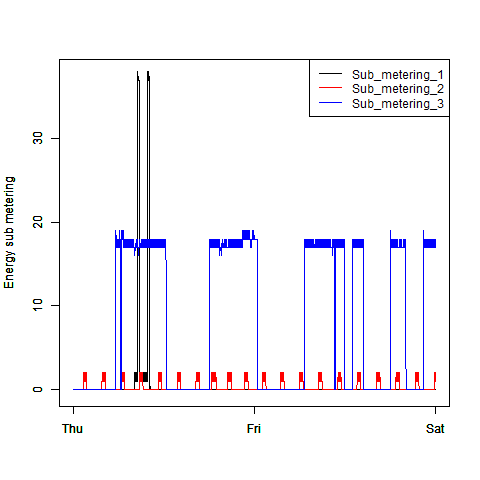 Sub_metering_1
Sub_metering_2
Sub_metering_3
Energy sub metering
30
20
10
0
Thu
Fri
Sat